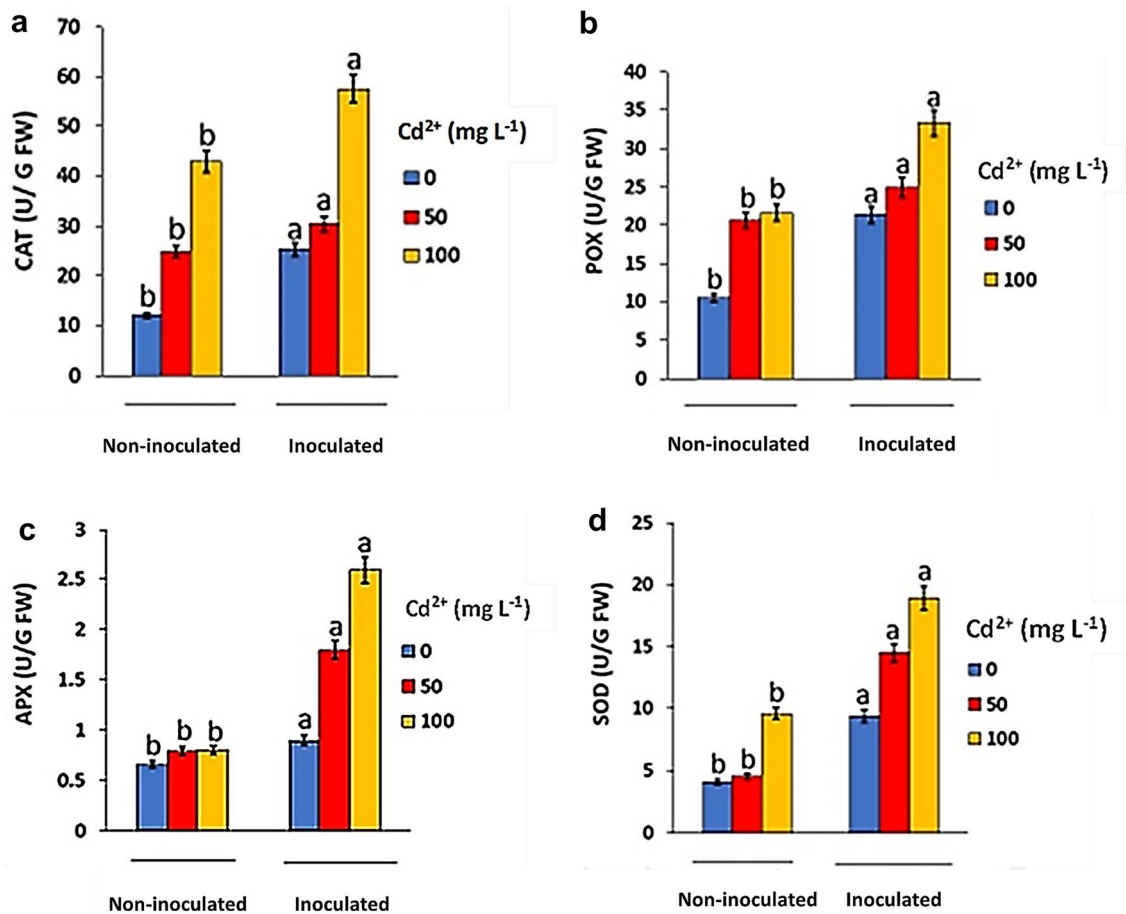 a
70
60
50
40
30
20
10
0
CAT (U/ G FW)
b
b
b
a
a
a
Non-inoculated
Inoculated
Cd²⁺ (mg L⁻¹)
0
50
100
b
40
35
30
25
20
15
10
5
0
POX (U/G FW)
b
b
b
a
a
a
Non-inoculated
Inoculated
Cd²⁺ (mg L⁻¹)
0
50
100
c
3
2.5
2
1.5
1
0.5
0
APX (U/G FW)
b
b
b
a
a
a
Non-inoculated
Inoculated
Cd²⁺ (mg L⁻¹)
0
50
100
d
25
20
15
10
5
0
SOD (U/G FW)
b
b
b
a
a
a
Non-inoculated
Inoculated
Cd²⁺ (mg L⁻¹)
0
50
100